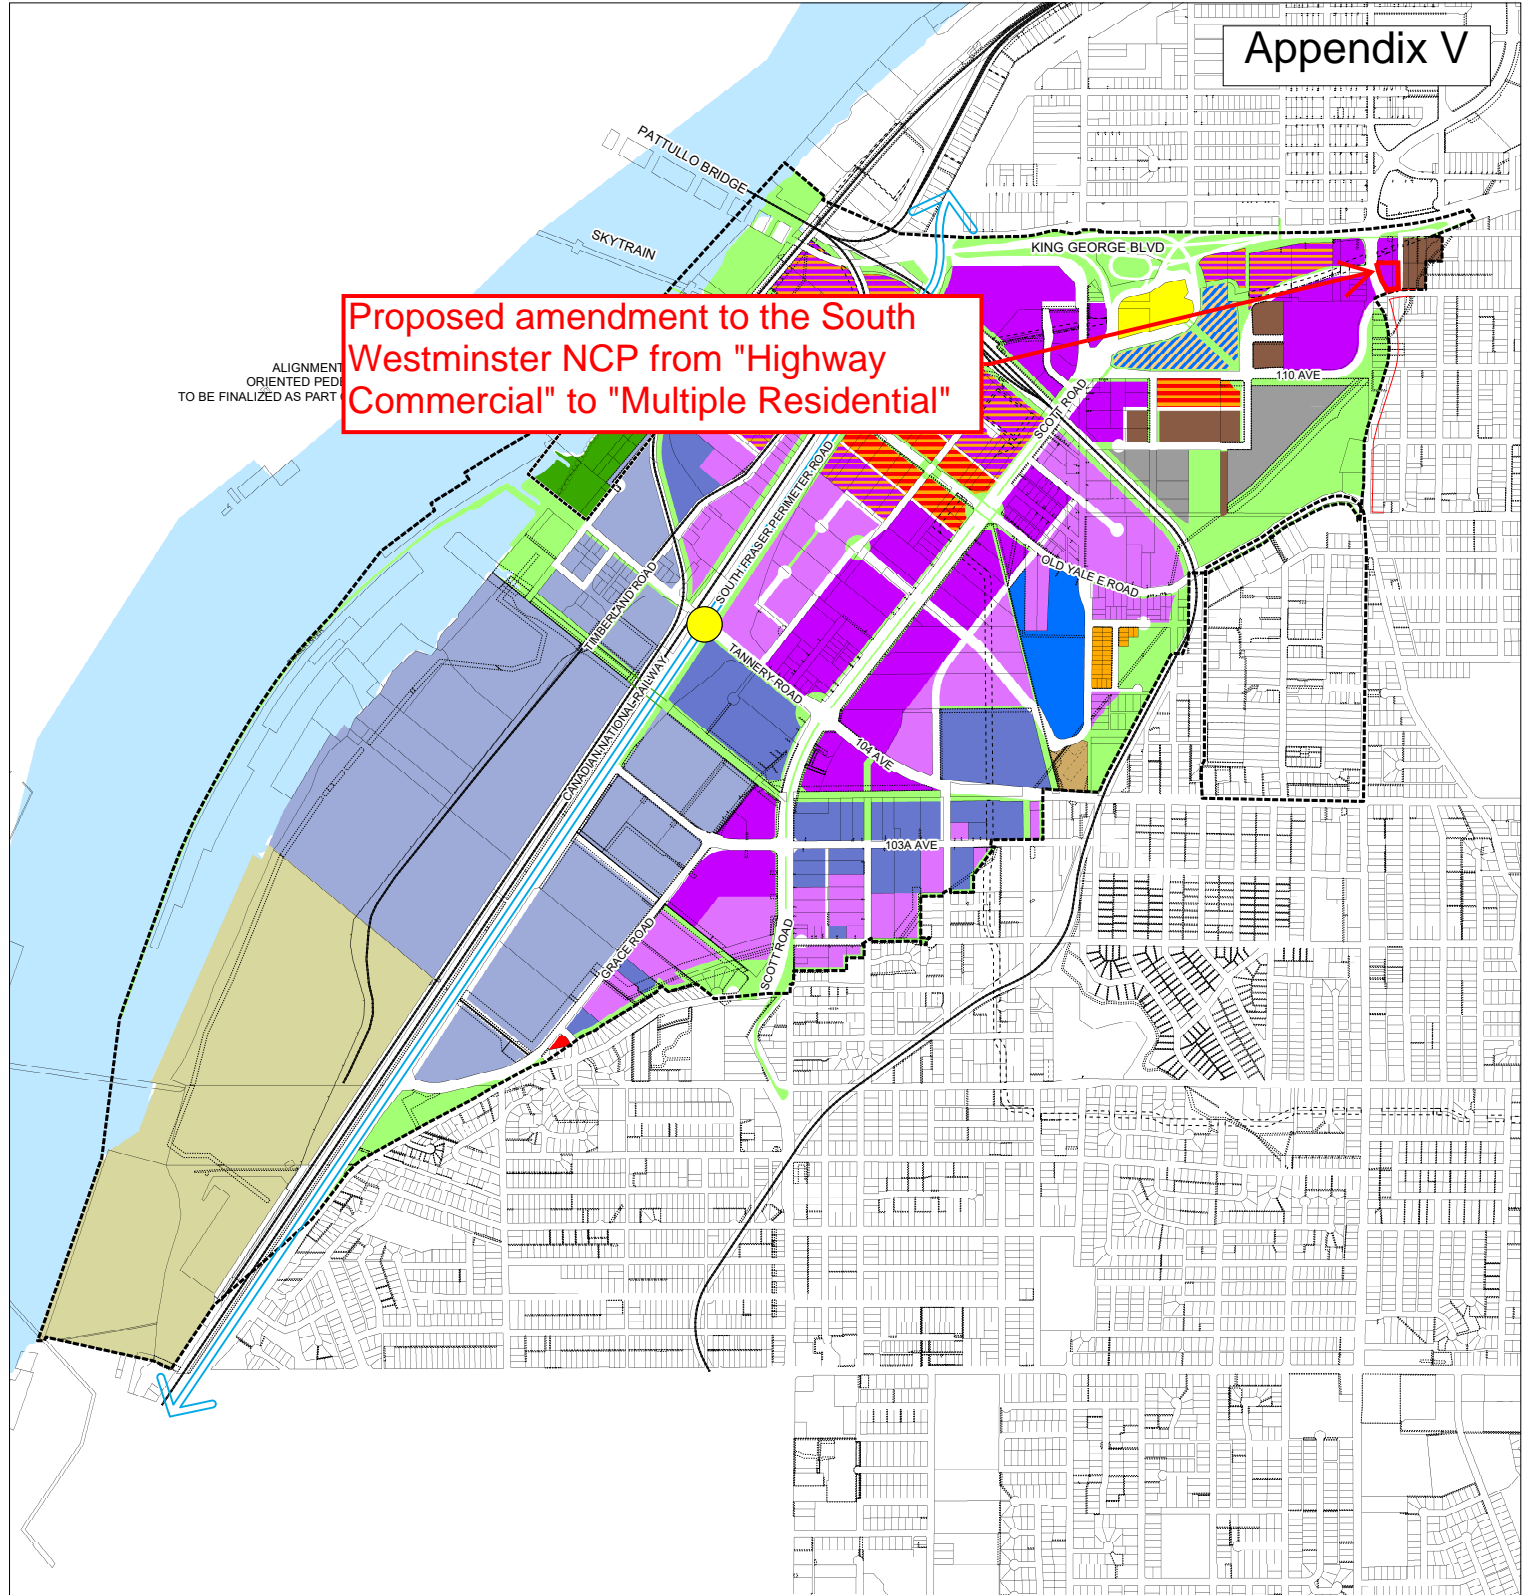 Appendix V
PATTULLO BRIDGE
SKYTRAIN
KING GEORGE BLVD
Proposed amendment to the South
Westminster NCP from "Highway
Commercial" to "Multiple Residential"
ALIGNMENT
ORIENTED
TO BE FINALIZED AS PART
110 AVE
SCOTT ROAD
SOUTH FRASER PERIMETER ROAD
OLD YALE E ROAD
TIMBERLAND ROAD
TANNERY ROAD
CANADIAN NATIONAL RAILWAY
104 AVE
103A AVE
GRACE ROAD
SCOTT ROAD